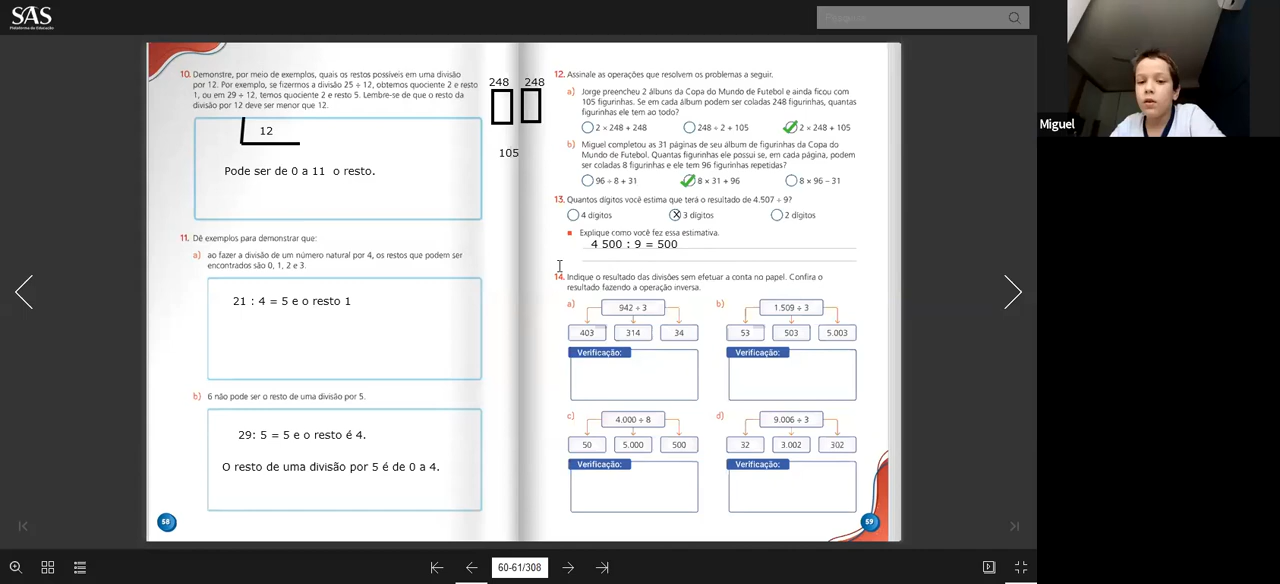 SAS
Plataforma de Educação
Miguel
10. Demonstre, por meio de exemplos, quais os restos possíveis em uma divisão
por 12. Por exemplo, se fizermos a divisão 25 ÷ 12, obtemos quociente 2 e resto
1, ou em 29 ÷ 12, temos quociente 2 e resto 5. Lembre-se de que o resto da
divisão por 12 deve ser menor que 12.
12
Pode ser de 0 a 11 o resto.
11. Dê exemplos para demonstrar que:
a) ao fazer a divisão de um número natural por 4, os restos que podem ser
encontrados são 0, 1, 2 e 3.
21 : 4 = 5 e o resto 1
b) 6 não pode ser o resto de uma divisão por 5.
29: 5 = 5 e o resto é 4.
O resto de uma divisão por 5 é de 0 a 4.
58
248 248
105
12. Assinale as operações que resolvem os problemas a seguir.
a) Jorge preencheu 2 álbuns da Copa do Mundo de Futebol e ainda ficou com
105 figurinhas. Se em cada álbum podem ser coladas 248 figurinhas, quantas
figurinhas ele tem ao todo?
2 × 248 + 248 248 ÷ 2 + 105 2 × 248 + 105
b) Miguel completou as 31 páginas de seu álbum de figurinhas da Copa do
Mundo de Futebol. Quantas figurinhas ele possui se, em cada página, podem
ser coladas 8 figurinhas e ele tem 96 figurinhas repetidas?
96 ÷ 8 + 31 8 × 31 + 96 8 × 96 – 31
13. Quantos dígitos você estima que terá o resultado de 4.507 ÷ 9?
4 dígitos X 3 dígitos 2 dígitos
Explique como você fez essa estimativa.
4 500 : 9 = 500
14. Indique o resultado das divisões sem efetuar a conta no papel. Confira o
resultado fazendo a operação inversa.
a) 942 ÷ 3 b) 1.509 ÷ 3
403 314 34 53 503 5.003
Verificação: Verificação:
c) 4.000 ÷ 8 d) 9.006 ÷ 3
50 5.000 500 32 3.002 302
Verificação: Verificação:
59
60-61/308